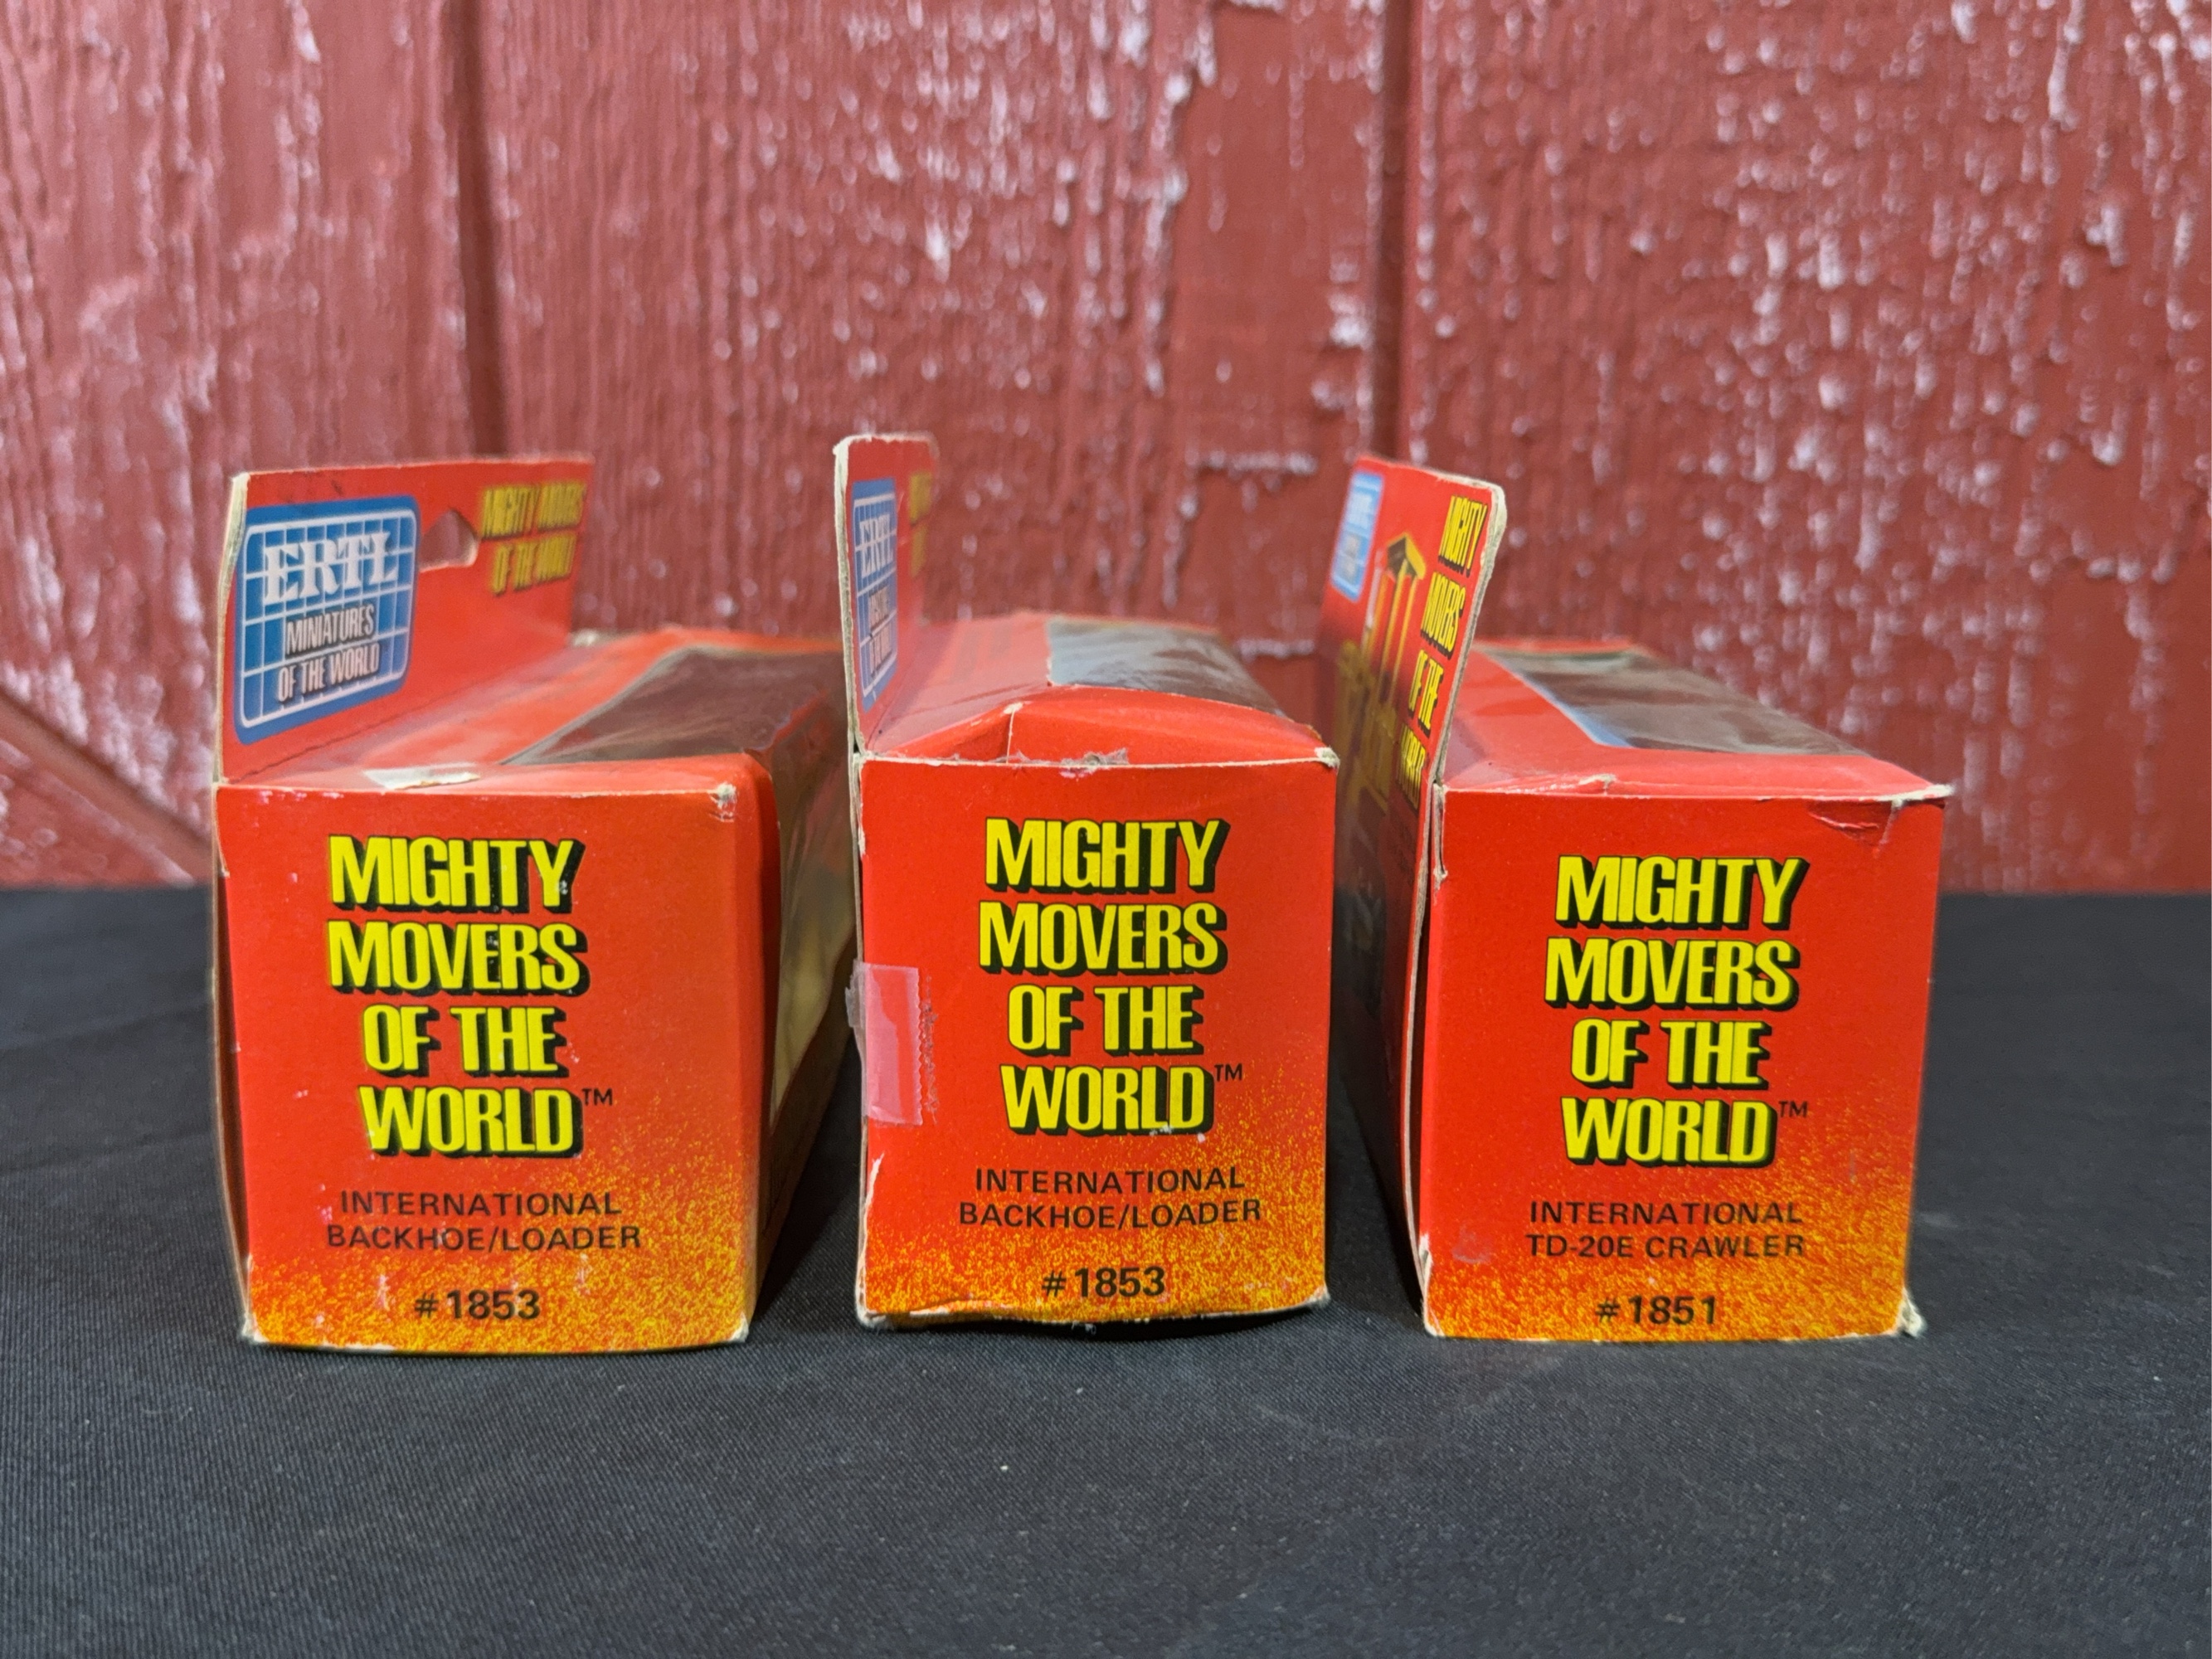 ERTL
MINIATURES
OF THE WORLD
MIGHTY MOVERS
OF THE WORLD
MIGHTY
MOVERS
OF THE
WORLD™
INTERNATIONAL
BACKHOE/LOADER
#1853
ERTL
MIGHTY
MOVERS
OF THE
WORLD™
INTERNATIONAL
BACKHOE/LOADER
#1853
MIGHTY
MOVERS
OF THE
WORLD
MIGHTY
MOVERS
OF THE
WORLD™
INTERNATIONAL
TD-20E CRAWLER
#1851